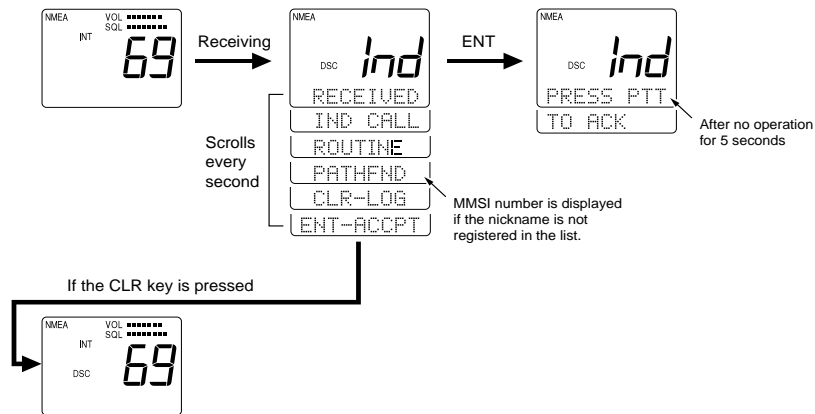 NMEA VOL
SQL
INT
69
Receiving
NMEA
DSC Ind
RECEIVED
IND CALL
ROUTINE
PATHFND
CLR-LOG
ENT-ACCPT
Scrolls
every
second
MMSI number is displayed
if the nickname is not
registered in the list.
ENT
NMEA
DSC Ind
PRESS PTT
TO ACK
After no operation
for 5 seconds
If the CLR key is pressed
NMEA VOL
SQL
INT
DSC
69